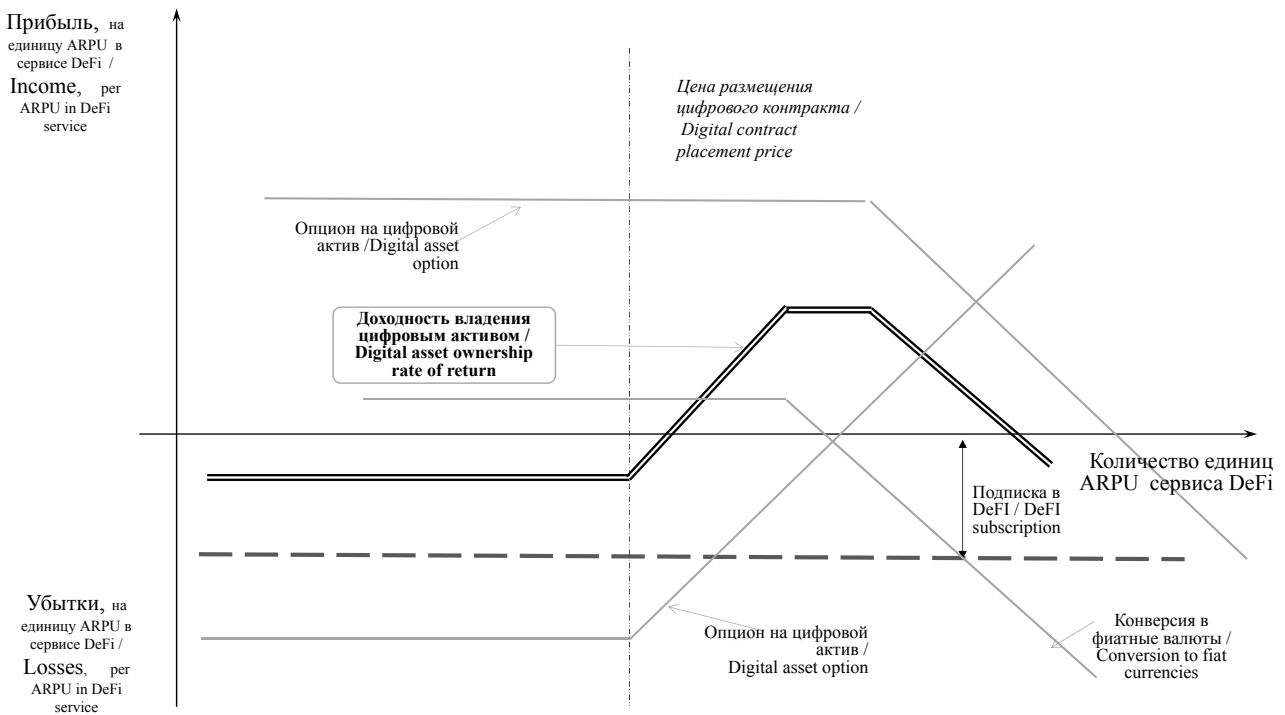 Прибыль, на
единицу ARPU в
сервисе DeFi /
Income, per
ARPU in DeFi
service
Цена размещения
цифрового контракта /
Digital contract
placement price
Опцион на цифровой
актив /Digital asset
option
Доходность владения
цифровым активом /
Digital asset ownership
rate of return
Количество единиц
ARPU сервиса DeFi
Подписка в
DeFI / DeFI
subscription
Убытки, на
единицу ARPU в
сервисе DeFi /
Losses, per
ARPU in DeFi
service
Опцион на цифровой
актив /
Digital asset option
Конверсия в
фиатные валюты /
Conversion to fiat
currencies